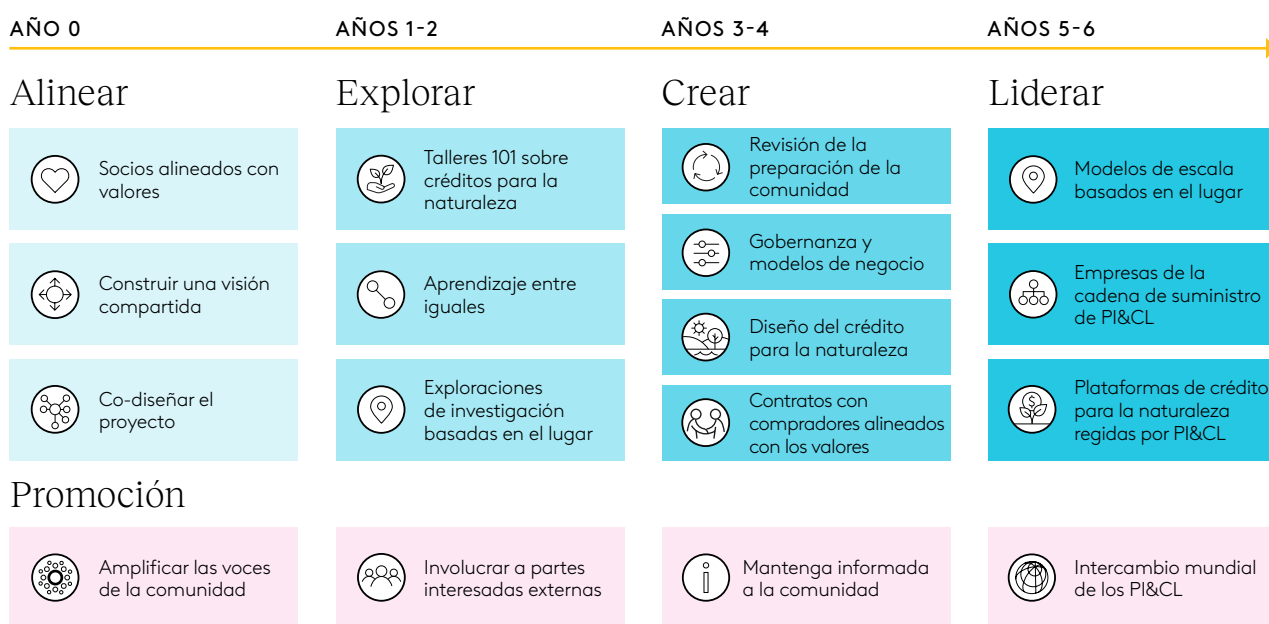 AÑO 0
AÑOS 1-2
AÑOS 3-4
AÑOS 5-6
Alinear
Explorar
Crear
Liderar
Socios alineados con
valores
Construir una visión
compartida
Co-diseñar el
proyecto
Talleres 101 sobre
créditos para la
naturaleza
Aprendizaje entre
iguales
Exploraciones
de investigación
basadas en el lugar
Revisión de la
preparación de la
comunidad
Gobernanza y
modelos de negocio
Diseño del crédito
para la naturaleza
Contratos con
compradores alineados
con los valores
Modelos de escala
basados en el lugar
Empresas de la
cadena de suministro
de PI&CL
Plataformas de crédito
para la naturaleza
regidas por PI&CL
Promoción
Amplificar las voces
de la comunidad
Involucrar a partes
interesadas externas
Mantenga informada
a la comunidad
Intercambio mundial
de los PI&CL